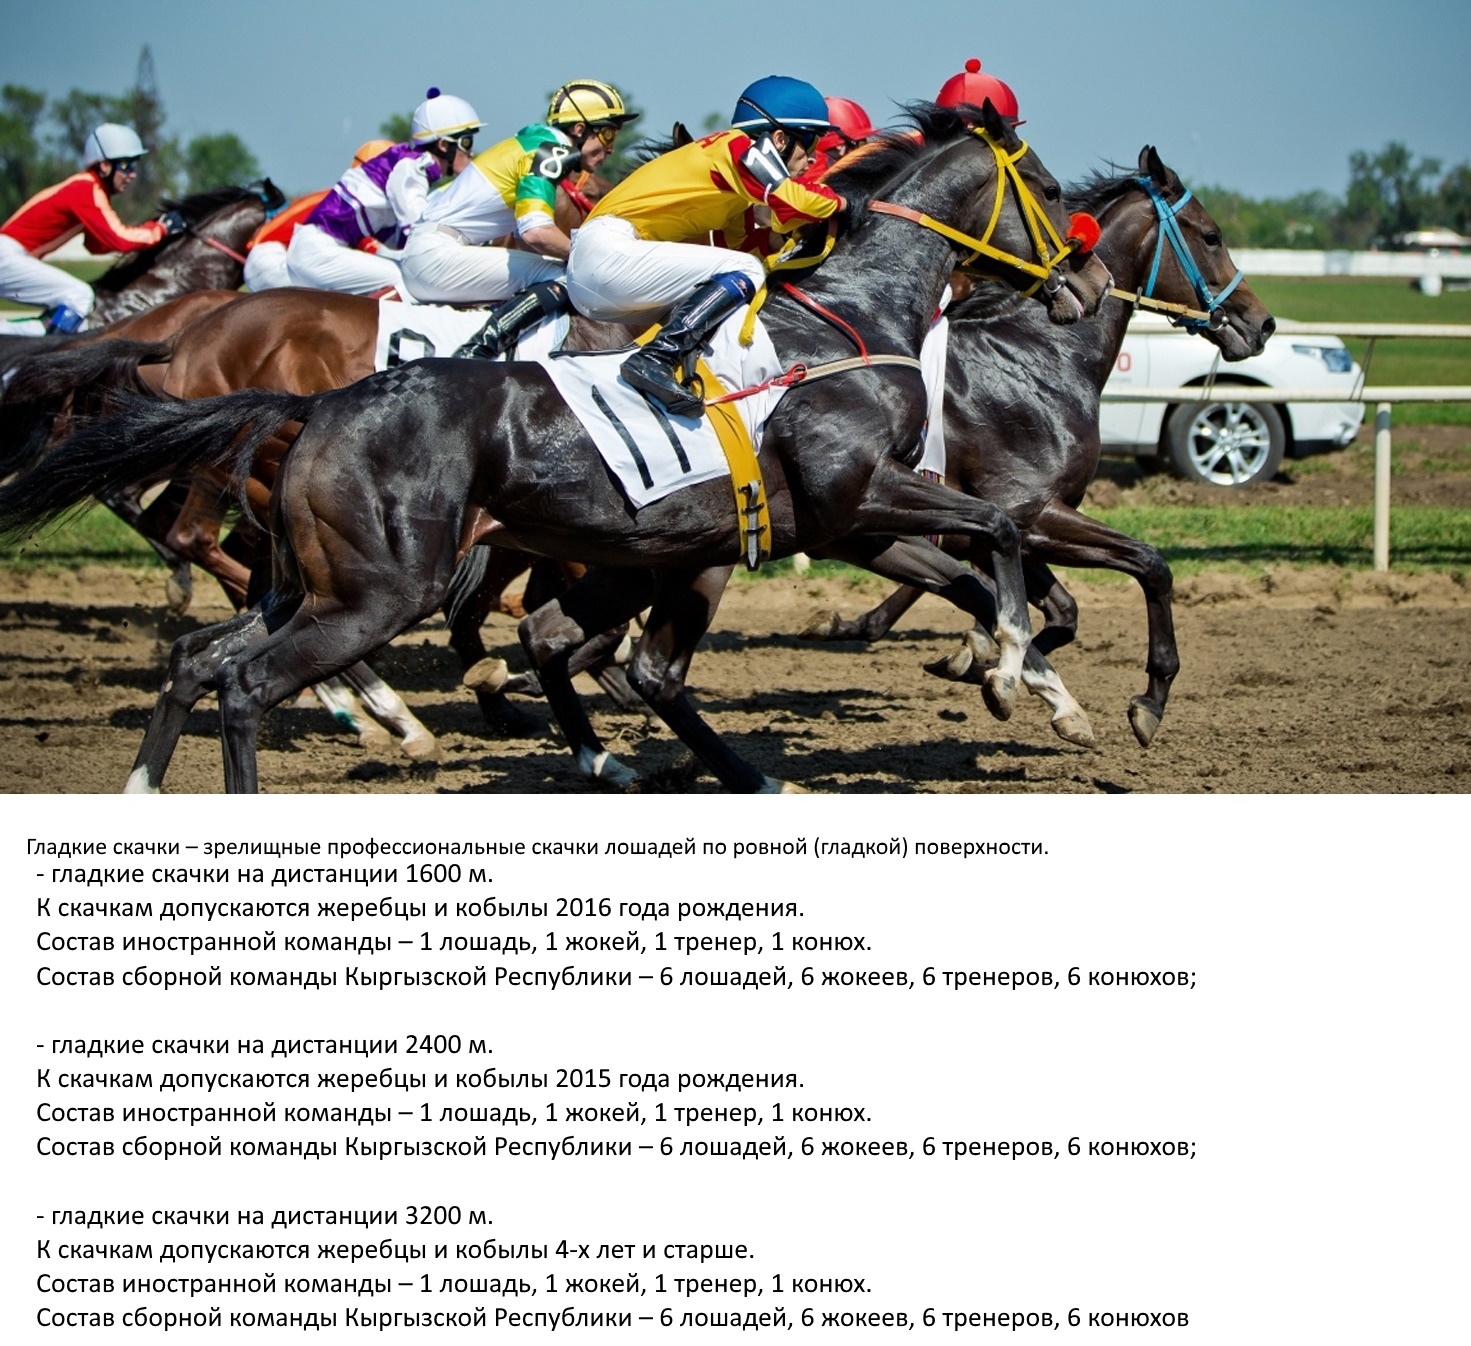 8
11
11
0
Гладкие скачки – зрелищные профессиональные скачки лошадей по ровной (гладкой) поверхности.
- гладкие скачки на дистанции 1600 м.
К скачкам допускаются жеребцы и кобылы 2016 года рождения.
Состав иностранной команды – 1 лошадь, 1 жокей, 1 тренер, 1 конюх.
Состав сборной команды Кыргызской Республики – 6 лошадей, 6 жокеев, 6 тренеров, 6 конюхов;
- гладкие скачки на дистанции 2400 м.
К скачкам допускаются жеребцы и кобылы 2015 года рождения.
Состав иностранной команды – 1 лошадь, 1 жокей, 1 тренер, 1 конюх.
Состав сборной команды Кыргызской Республики – 6 лошадей, 6 жокеев, 6 тренеров, 6 конюхов;
- гладкие скачки на дистанции 3200 м.
К скачкам допускаются жеребцы и кобылы 4-х лет и старше.
Состав иностранной команды – 1 лошадь, 1 жокей, 1 тренер, 1 конюх.
Состав сборной команды Кыргызской Республики – 6 лошадей, 6 жокеев, 6 тренеров, 6 конюхов